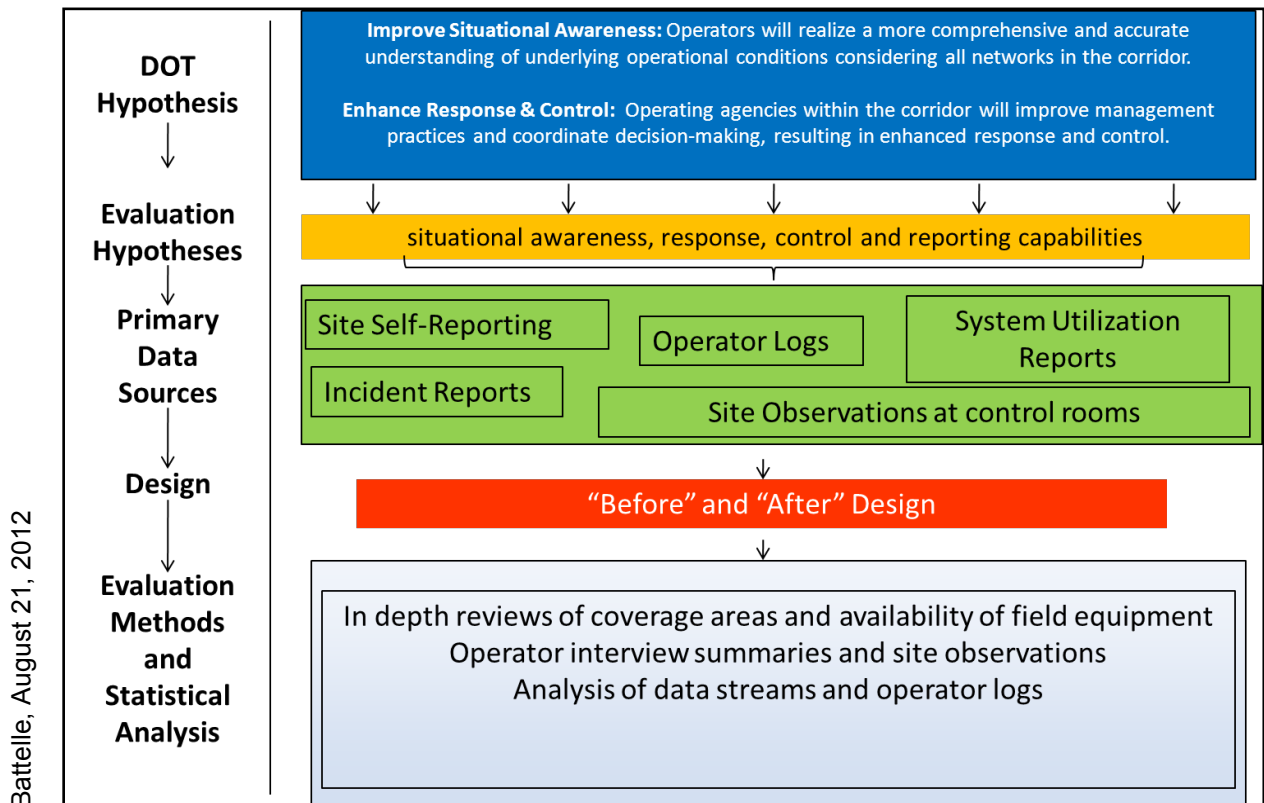 DOT
Hypothesis
Improve Situational Awareness: Operators will realize a more comprehensive and accurate
understanding of underlying operational conditions considering all networks in the corridor.
Enhance Response & Control: Operating agencies within the corridor will improve management
practices and coordinate decision-making, resulting in enhanced response and control.
Evaluation
Hypotheses
situational awareness, response, control and reporting capabilities
Primary
Data
Sources
Site Self-Reporting
Operator Logs
System Utilization
Reports
Incident Reports
Site Observations at control rooms
Design
“Before” and “After” Design
Evaluation
Methods
and
Statistical
Analysis
In depth reviews of coverage areas and availability of field equipment
Operator interview summaries and site observations
Analysis of data streams and operator logs
Battelle, August 21, 2012